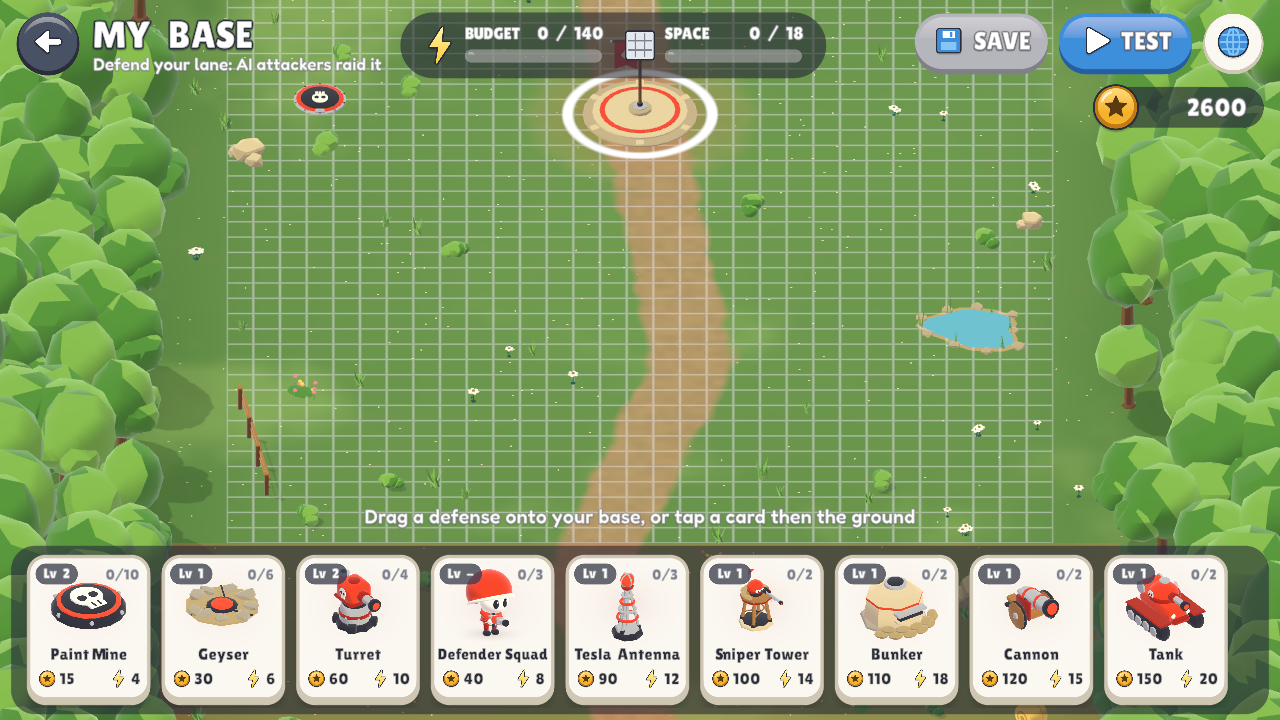 MY BASE
Defend your lane: AI attackers raid it
BUDGET 0 / 140
SPACE 0 / 18
SAVE
TEST
2600
Drag a defense onto your base, or tap a card then the ground
Lv 2 0/10
Paint Mine
15 4
Lv 1 0/6
Geyser
30 6
Lv 2 0/4
Turret
60 10
Lv – 0/3
Defender Squad
40 8
Lv 1 0/3
Tesla Antenna
90 12
Lv 1 0/2
Sniper Tower
100 14
Lv 1 0/2
Bunker
110 18
Lv 1 0/2
Cannon
120 15
Lv 1 0/2
Tank
150 20